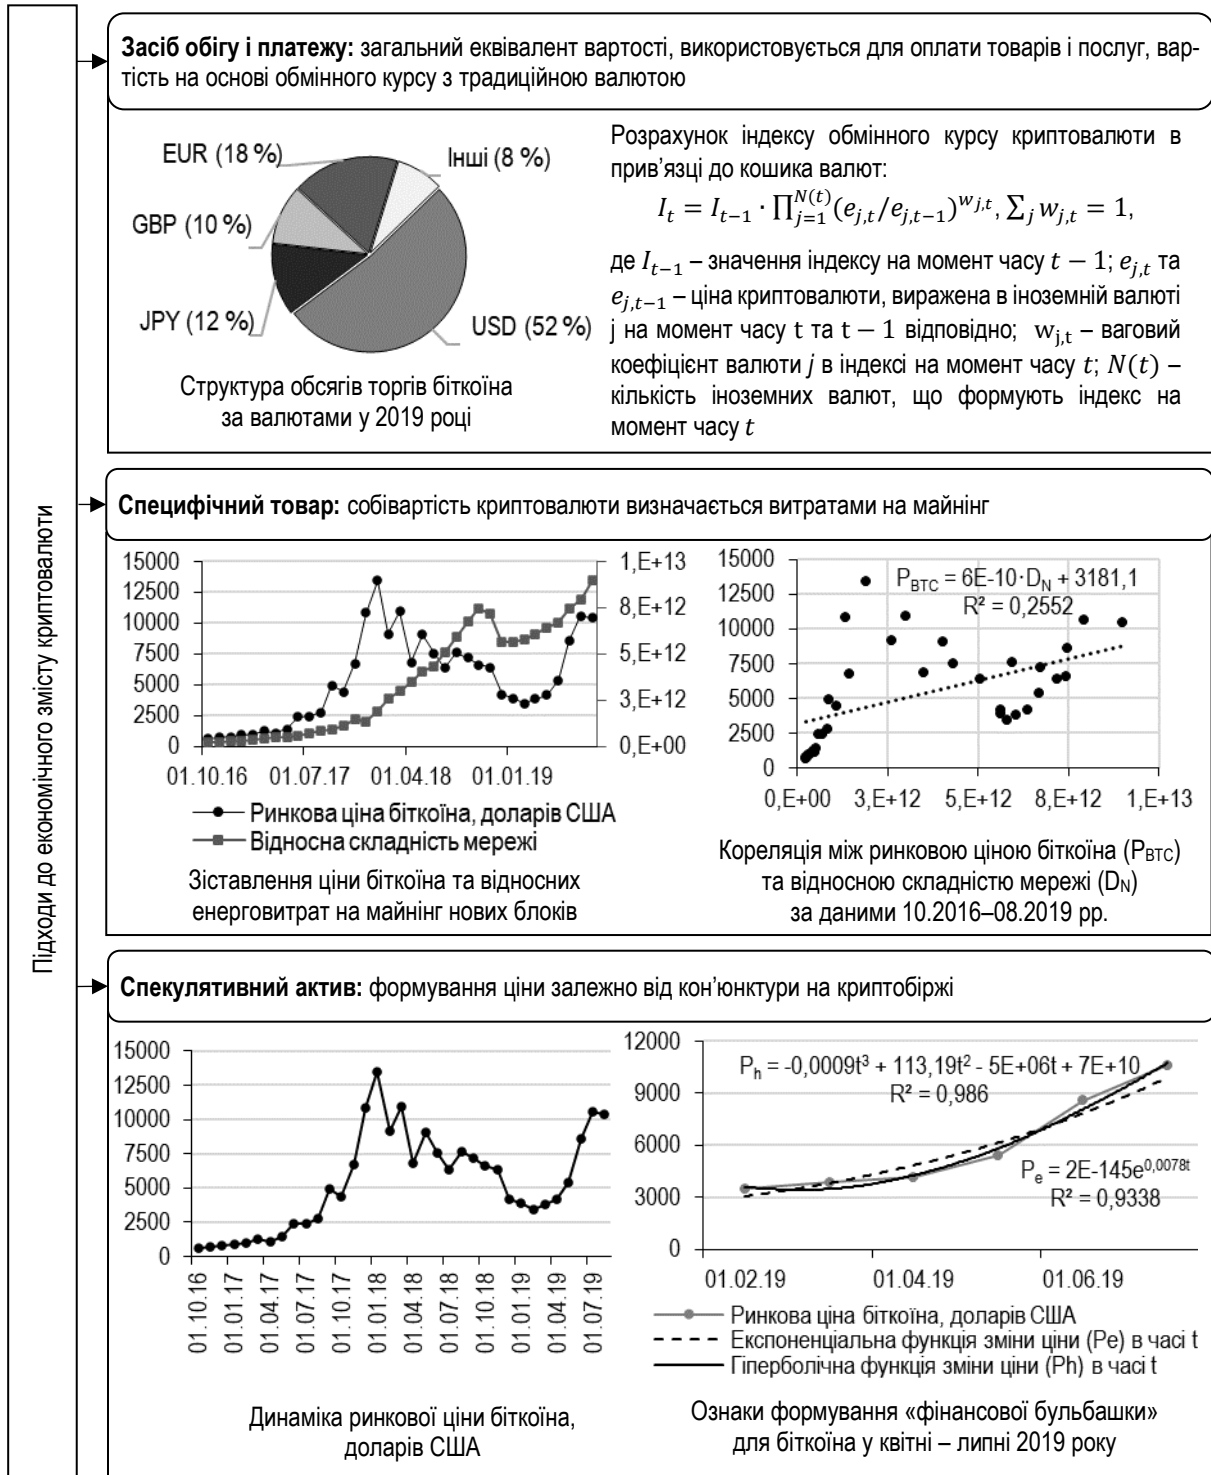 Підходи до економічного змісту криптовалюти
Засіб обігу і платежу: загальний еквівалент вартості, використовується для оплати товарів і послуг, вар-
тість на основі обмінного курсу з традиційною валютою
EUR (18 %)
Інші (8 %)
GBP (10 %)
JPY (12 %)
USD (52 %)
Структура обсягів торгів біткоїна
за валютами у 2019 році
Розрахунок індексу обмінного курсу криптовалюти в
прив’язці до кошика валют:
I_t = I_{t−1} · ∏_{j=1}^{N(t)} (e_{j,t}/e_{j,t−1})^{w_{j,t}}, ∑_j w_{j,t} = 1,
де I_{t−1} – значення індексу на момент часу t − 1; e_{j,t} та
e_{j,t−1} – ціна криптовалюти, виражена в іноземній валюті
j на момент часу t та t − 1 відповідно; w_{j,t} – ваговий
коефіцієнт валюти j в індексі на момент часу t; N(t) –
кількість іноземних валют, що формують індекс на
момент часу t
Специфічний товар: собівартість криптовалюти визначається витратами на майнінг
15000
12500
10000
7500
5000
2500
0
1,E+13
8,E+12
5,E+12
3,E+12
0,E+00
01.10.16
01.07.17
01.04.18
01.01.19
Ринкова ціна біткоїна, доларів США
Відносна складність мережі
Зіставлення ціни біткоїна та відносних
енерговитрат на майнінг нових блоків
15000
12500
10000
7500
5000
2500
0
P_BTC = 6E-10·D_N + 3181,1
R² = 0,2552
0,E+00
3,E+12
5,E+12
8,E+12
1,E+13
Кореляція між ринковою ціною біткоїна (P_BTC)
та відносною складністю мережі (D_N)
за даними 10.2016–08.2019 рр.
Спекулятивний актив: формування ціни залежно від кон’юнктури на криптобіржі
15000
12500
10000
7500
5000
2500
0
01.10.16
01.01.17
01.04.17
01.07.17
01.10.17
01.01.18
01.04.18
01.07.18
01.10.18
01.01.19
01.04.19
01.07.19
Динаміка ринкової ціни біткоїна,
доларів США
12000
9000
6000
3000
0
P_h = -0,0009t³ + 113,19t² - 5E+06t + 7E+10
R² = 0,986
P_e = 2E-145e^{0,0078t}
R² = 0,9338
01.02.19
01.04.19
01.06.19
Ринкова ціна біткоїна, доларів США
Експоненціальна функція зміни ціни (Pe) в часі t
Гіперболічна функція зміни ціни (Ph) в часі t
Ознаки формування «фінансової бульбашки»
для біткоїна у квітні – липні 2019 року